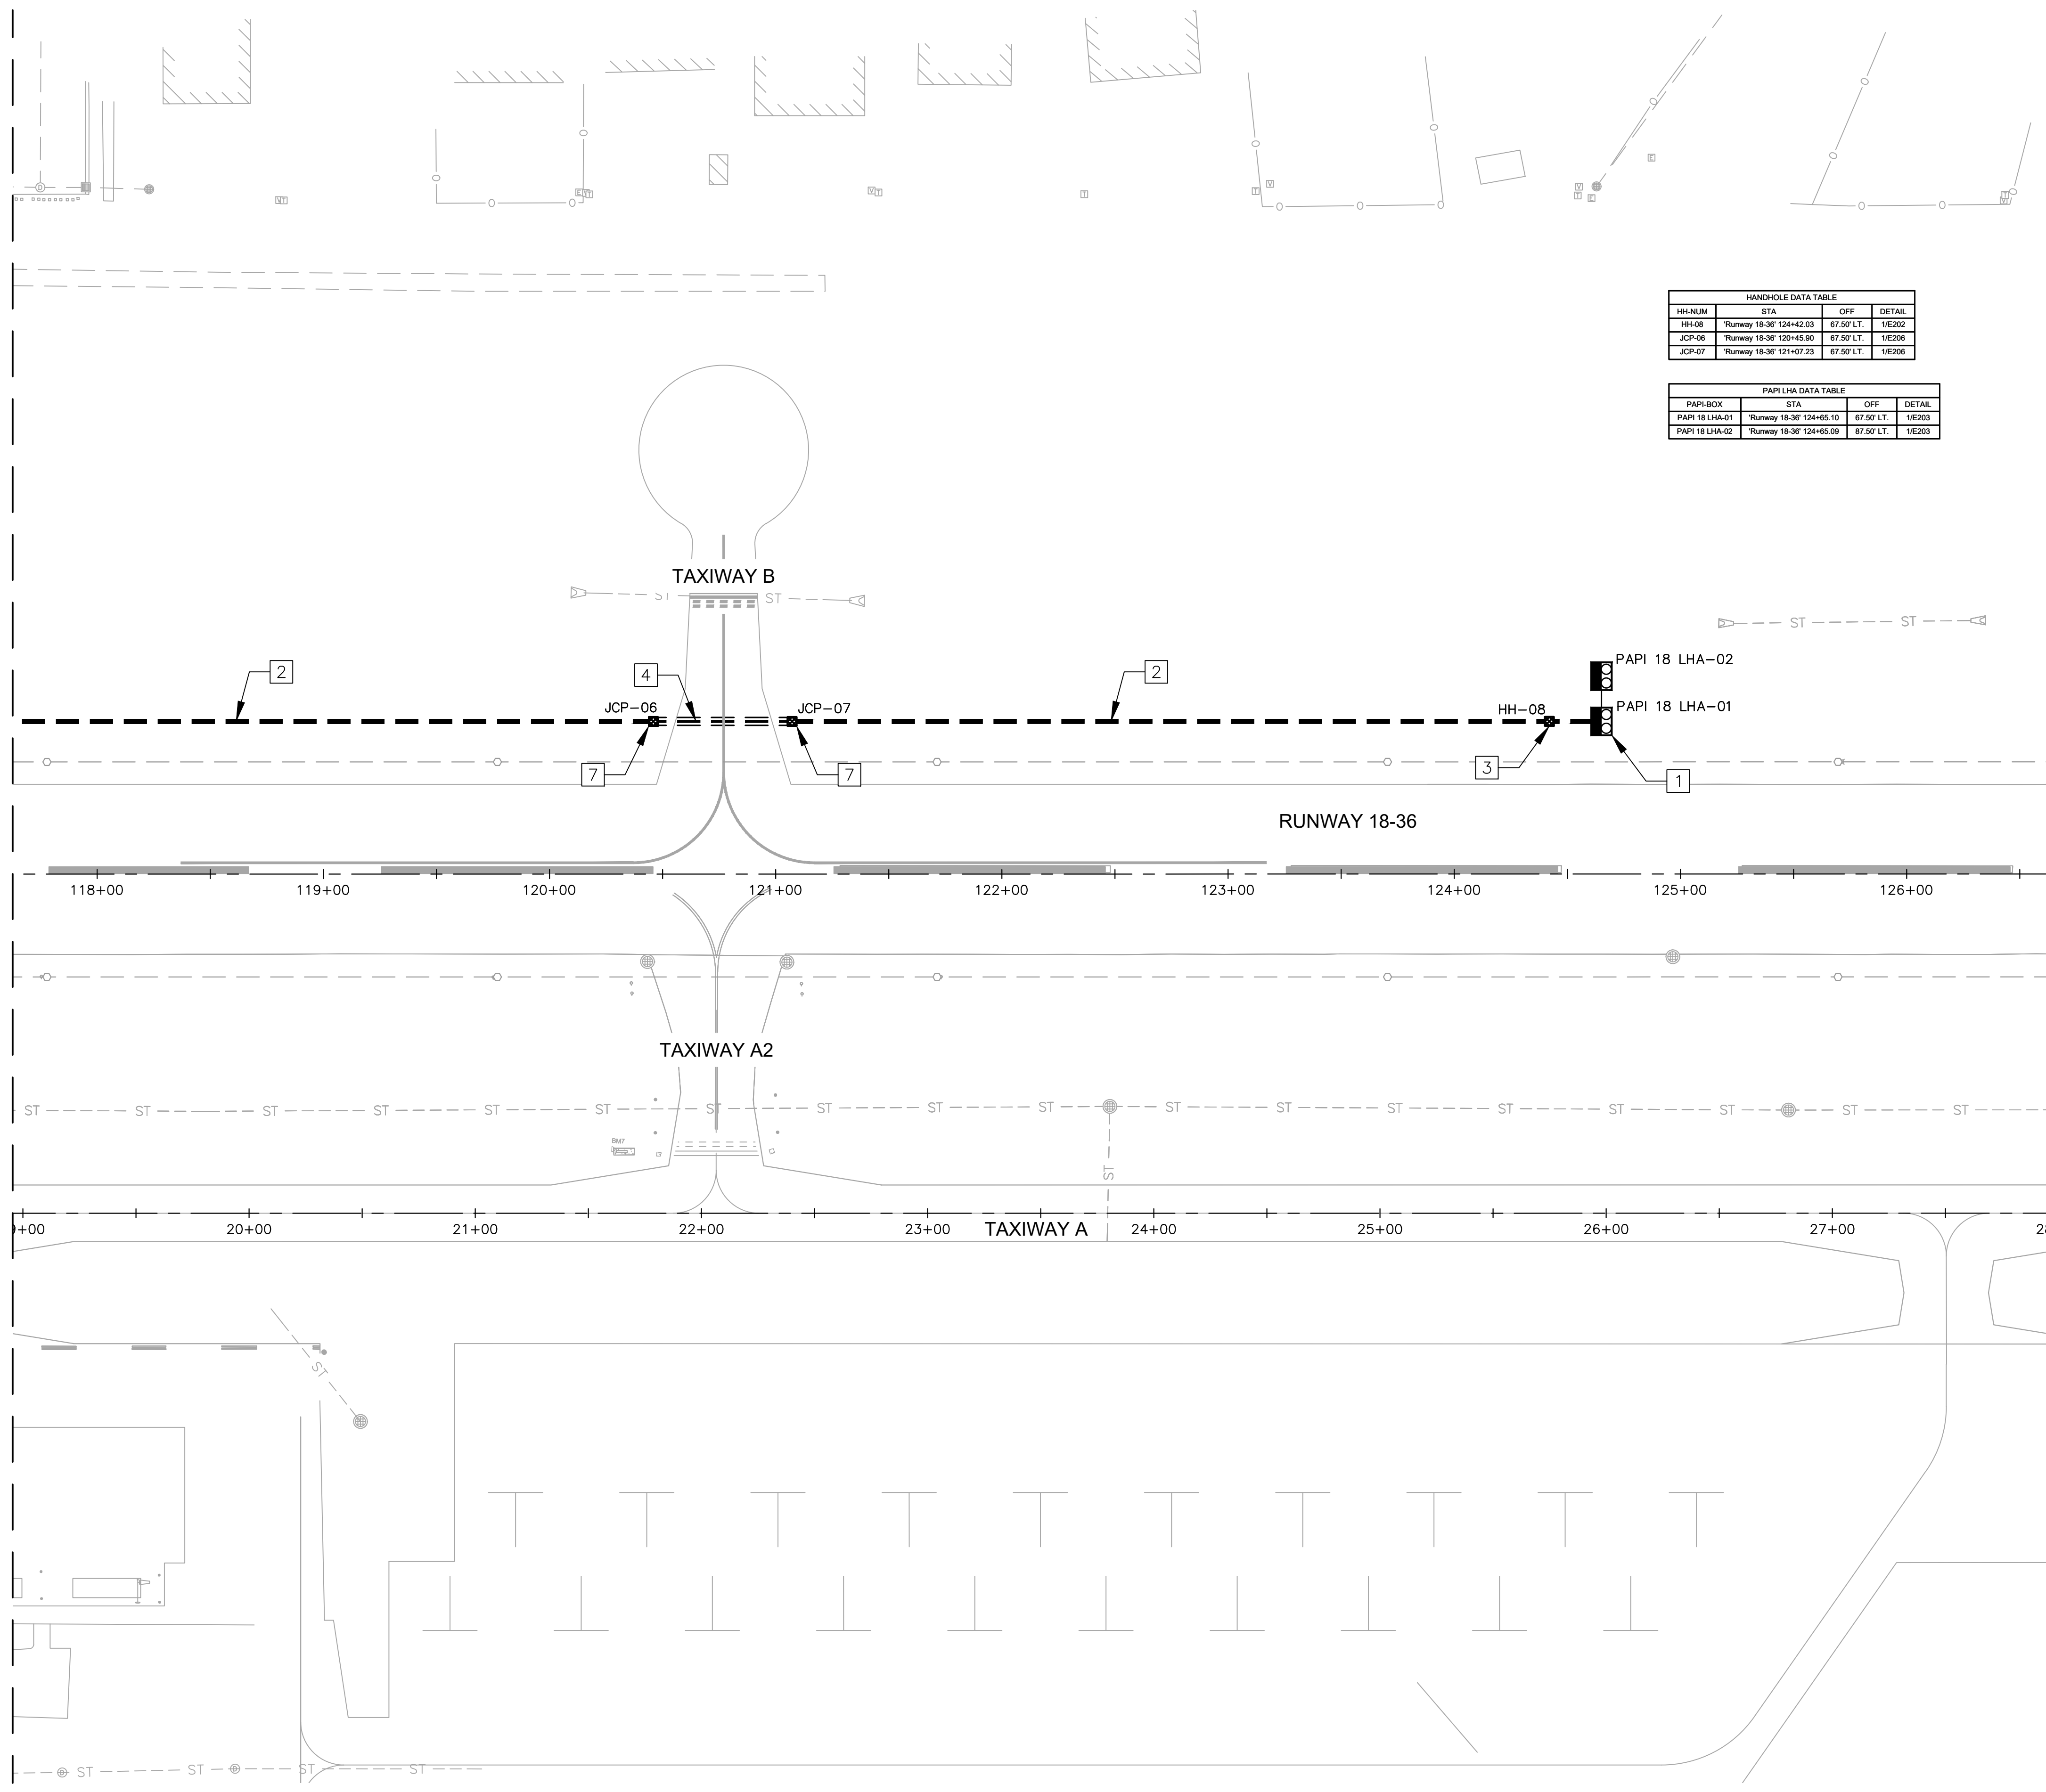 D
V T
E V T
V T
T
T V
V
T E
E
T
V
HANDHOLE DATA TABLE
HH-NUM STA OFF DETAIL
HH-08 'Runway 18-36' 124+42.03 67.50' LT. 1/E202
JCP-06 'Runway 18-36' 120+45.90 67.50' LT. 1/E206
JCP-07 'Runway 18-36' 121+07.23 67.50' LT. 1/E206
PAPI LHA DATA TABLE
PAPI-BOX STA OFF DETAIL
PAPI 18 LHA-01 'Runway 18-36' 124+65.10 67.50' LT. 1/E203
PAPI 18 LHA-02 'Runway 18-36' 124+65.09 87.50' LT. 1/E203
TAXIWAY B
ST ST
ST ST
2 4 2 PAPI 18 LHA-02
JCP-06 JCP-07 HH-08 PAPI 18 LHA-01
7 7 3 1
RUNWAY 18-36
118+00 119+00 120+00 121+00 122+00 123+00 124+00 125+00 126+00
TAXIWAY A2
ST ST ST ST ST ST ST ST ST ST ST ST ST ST ST ST ST ST
BM7
ST
9+00 20+00 21+00 22+00 23+00 TAXIWAY A 24+00 25+00 26+00 27+00 28
ST
D ST ST D ST ST